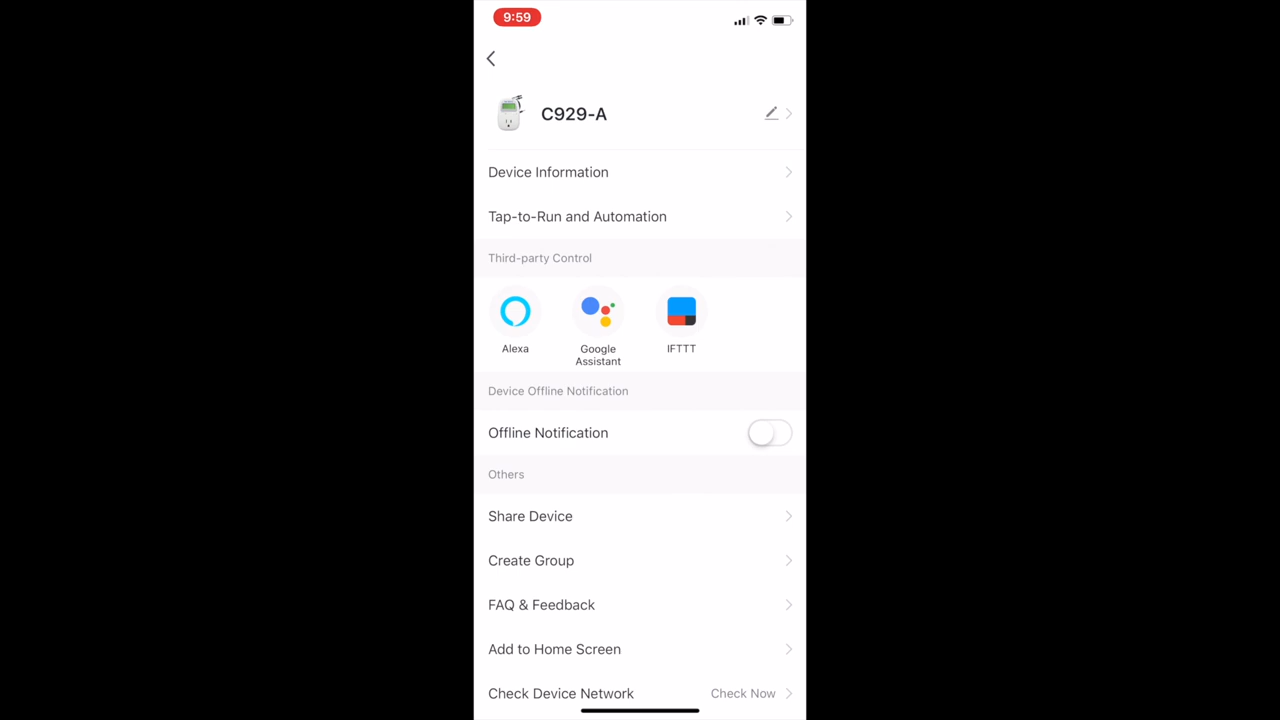 9:59
C929-A
Device Information
Tap-to-Run and Automation
Third-party Control
Alexa
Google
Assistant
IFTTT
Device Offline Notification
Offline Notification
Others
Share Device
Create Group
FAQ & Feedback
Add to Home Screen
Check Device Network Check Now